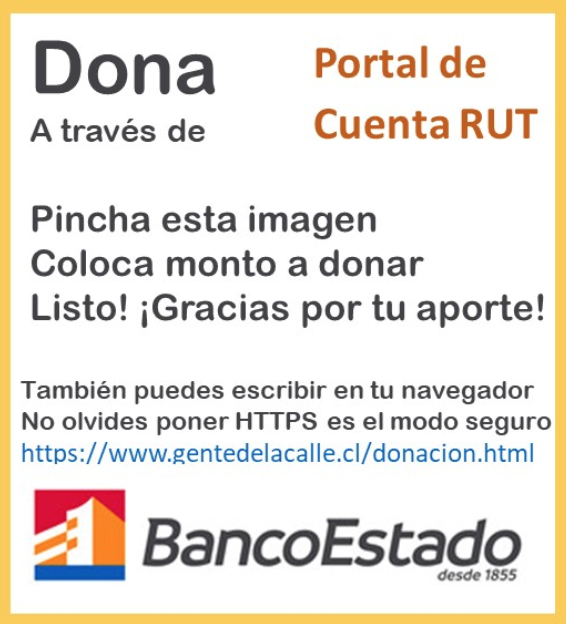 Dona
A través de
Portal de
Cuenta RUT
Pincha esta imagen
Coloca monto a donar
Listo! ¡Gracias por tu aporte!
También puedes escribir en tu navegador
No olvides poner HTTPS es el modo seguro
https://www.gentedelacalle.cl/donacion.html
BancoEstado
desde 1855